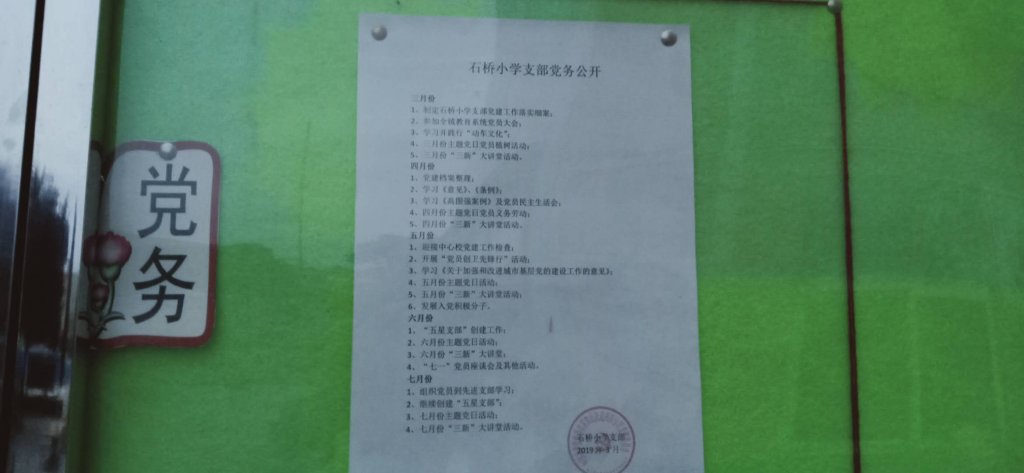 党务
石桥小学支部党务公开
三月份
1、制定石桥小学支部党建工作落实细案;
2、参加全镇教育系统党员大会;
3、学习并践行“动车文化”;
4、三月份主题党日党员植树活动;
5、三月份“三新”大讲堂活动。
四月份
1、党建档案整理;
2、学习《意见》、《条例》;
3、学习《高图强案例》及党员民主生活会;
4、四月份主题党日党员义务劳动;
5、四月份“三新”大讲堂活动。
五月份
1、迎接中心校党建工作检查;
2、开展“党员创卫先锋行”活动;
3、学习《关于加强和改进城市基层党的建设工作的意见》;
4、五月份主题党日活动;
5、五月份“三新”大讲堂活动;
6、发展入党积极分子。
六月份
1、“五星支部”创建工作;
2、六月份主题党日活动;
3、六月份“三新”大讲堂;
4、“七一”党员座谈会及其他活动。
七月份
1、组织党员到先进支部学习;
2、继续创建“五星支部”;
3、七月份主题党日活动;
4、七月份“三新”大讲堂活动。
石桥小学支部
2019年3月